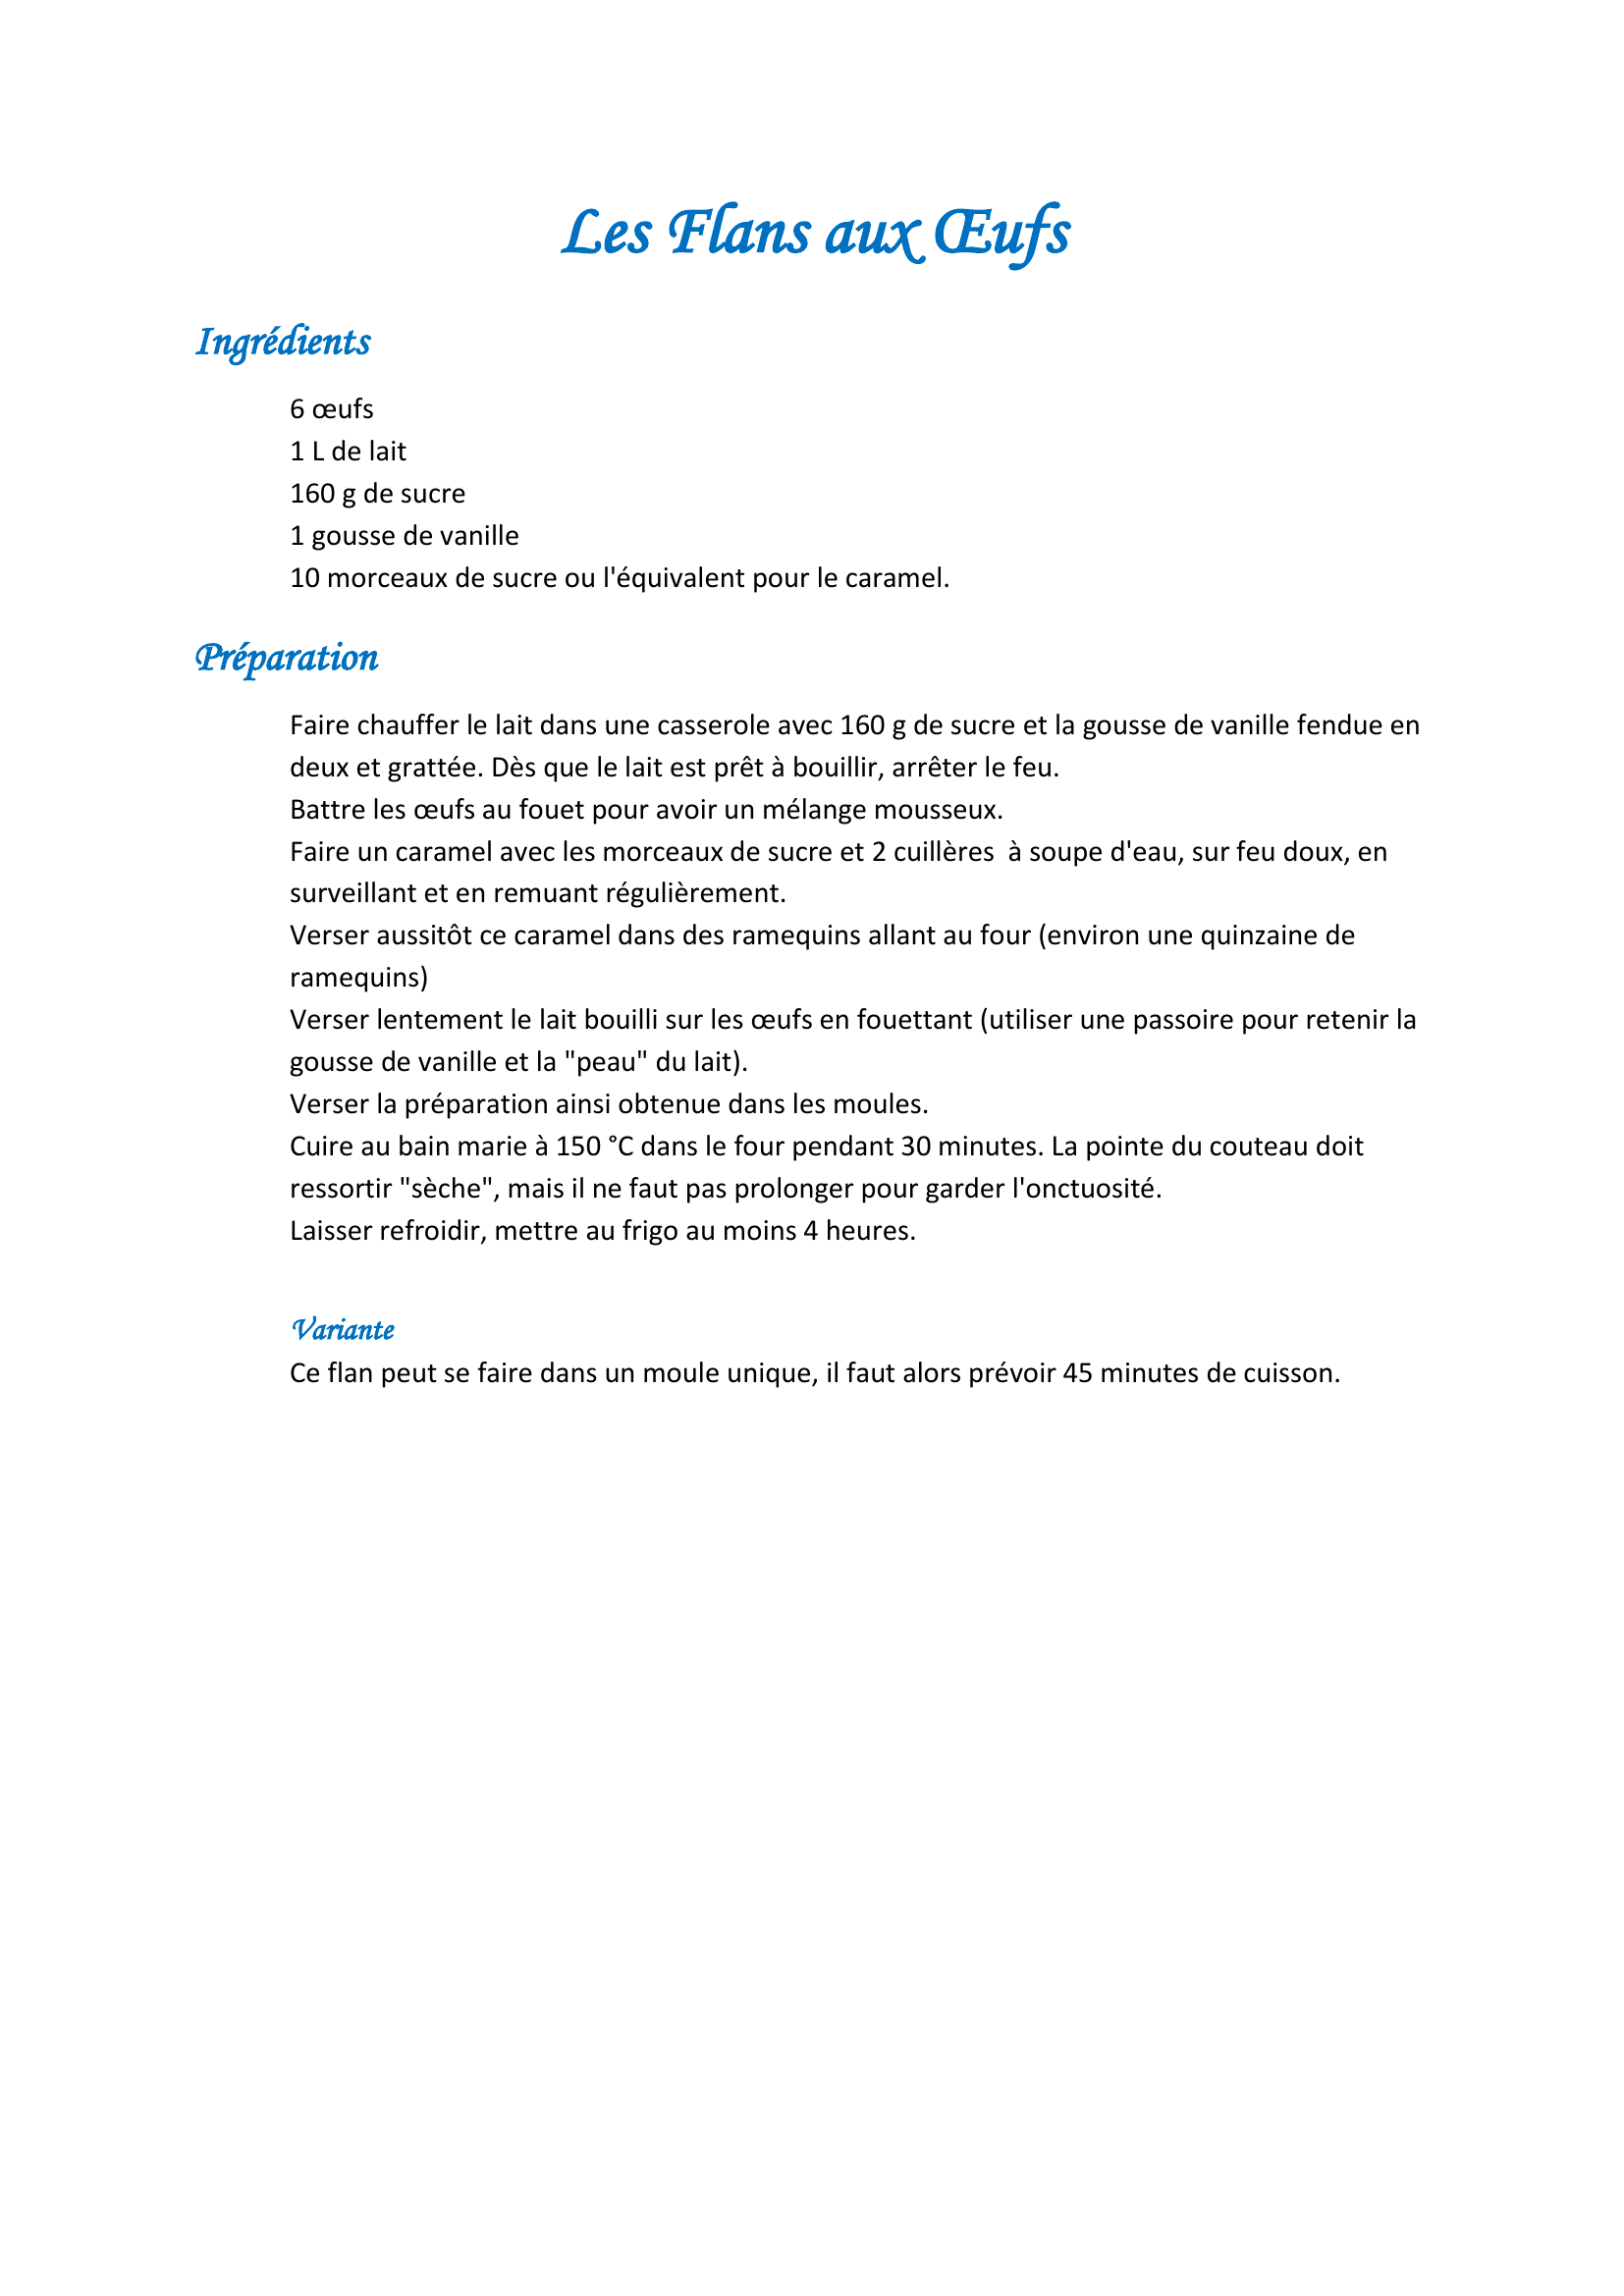 Les Flans aux Œufs
Ingrédients
6 œufs
1 L de lait
160 g de sucre
1 gousse de vanille
10 morceaux de sucre ou l'équivalent pour le caramel.
Préparation
Faire chauffer le lait dans une casserole avec 160 g de sucre et la gousse de vanille fendue en
deux et grattée. Dès que le lait est prêt à bouillir, arrêter le feu.
Battre les œufs au fouet pour avoir un mélange mousseux.
Faire un caramel avec les morceaux de sucre et 2 cuillères  à soupe d'eau, sur feu doux, en
surveillant et en remuant régulièrement.
Verser aussitôt ce caramel dans des ramequins allant au four (environ une quinzaine de
ramequins)
Verser lentement le lait bouilli sur les œufs en fouettant (utiliser une passoire pour retenir la
gousse de vanille et la "peau" du lait).
Verser la préparation ainsi obtenue dans les moules.
Cuire au bain marie à 150 °C dans le four pendant 30 minutes. La pointe du couteau doit
ressortir "sèche", mais il ne faut pas prolonger pour garder l'onctuosité.
Laisser refroidir, mettre au frigo au moins 4 heures.
Variante
Ce flan peut se faire dans un moule unique, il faut alors prévoir 45 minutes de cuisson.